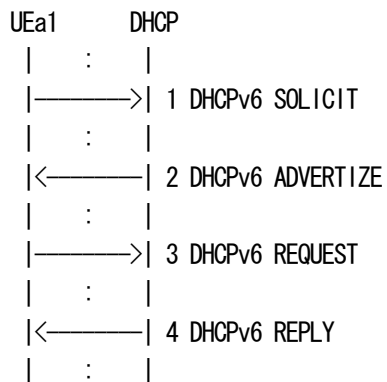 UEa1 DHCP
| : |
|-------->| 1 DHCPv6 SOLICIT
| : |
|<--------| 2 DHCPv6 ADVERTIZE
| : |
|-------->| 3 DHCPv6 REQUEST
| : |
|<--------| 4 DHCPv6 REPLY
| : |